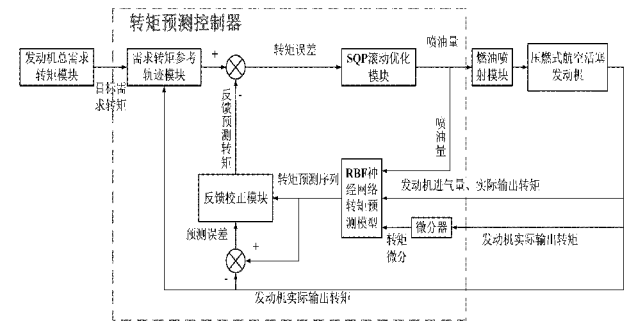 转矩预测控制器
发动机总需求
转矩模块
目标需
求转矩
需求转矩参考
轨迹模块
+
-
转矩误差
SQP滚动优化
模块
喷油量
燃油喷
射模块
压燃式航空活塞
发动机
反馈预测转矩
喷油量
反馈校正模块
转矩预测序列
RBF神
经网络
转矩预
测模型
发动机进气量、实际输出转矩
预测误差
+
-
转矩
微分
微分器
发动机实际输出转矩
发动机实际输出转矩